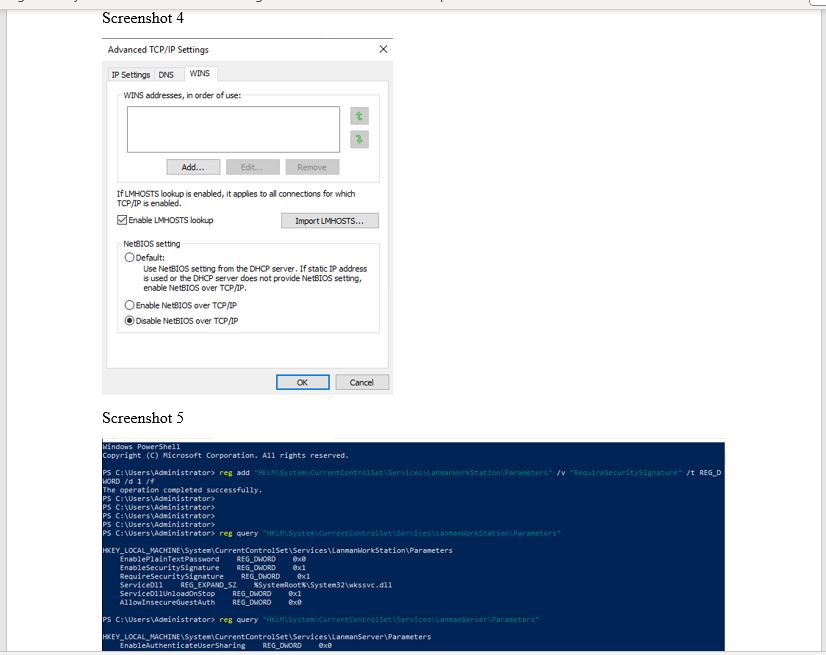 Screenshot 4
Advanced TCP/IP Settings
IP Settings DNS WINS
WINS addresses, in order of use:
Add... Edit... Remove
If LMHOSTS lookup is enabled, it applies to all connections for which
TCP/IP is enabled.
Enable LMHOSTS lookup Import LMHOSTS...
NetBIOS setting
Default:
Use NetBIOS setting from the DHCP server. If static IP address
is used or the DHCP server does not provide NetBIOS setting,
enable NetBIOS over TCP/IP.
Enable NetBIOS over TCP/IP
Disable NetBIOS over TCP/IP
OK Cancel
Screenshot 5
Windows PowerShell
Copyright (C) Microsoft Corporation. All rights reserved.
PS C:\Users\Administrator> reg add "HKLM\System\CurrentControlSet\Services\LanmanWorkStation\Parameters" /v "RequireSecuritySignature" /t REG_D
WORD /d 1 /f
The operation completed successfully.
PS C:\Users\Administrator>
PS C:\Users\Administrator>
PS C:\Users\Administrator>
PS C:\Users\Administrator>
PS C:\Users\Administrator> reg query "HKLM\System\CurrentControlSet\Services\LanmanWorkStation\Parameters"
HKEY_LOCAL_MACHINE\System\CurrentControlSet\Services\LanmanWorkStation\Parameters
EnablePlainTextPassword REG_DWORD 0x0
EnableSecuritySignature REG_DWORD 0x1
RequireSecuritySignature REG_DWORD 0x1
ServiceDll REG_EXPAND_SZ %SystemRoot%\System32\wkssvc.dll
ServiceDllUnloadOnStop REG_DWORD 0x1
AllowInsecureGuestAuth REG_DWORD 0x0
PS C:\Users\Administrator> reg query "HKLM\System\CurrentControlSet\Services\LanmanServer\Parameters"
HKEY_LOCAL_MACHINE\System\CurrentControlSet\Services\LanmanServer\Parameters
EnableAuthenticateUserSharing REG_DWORD 0x0